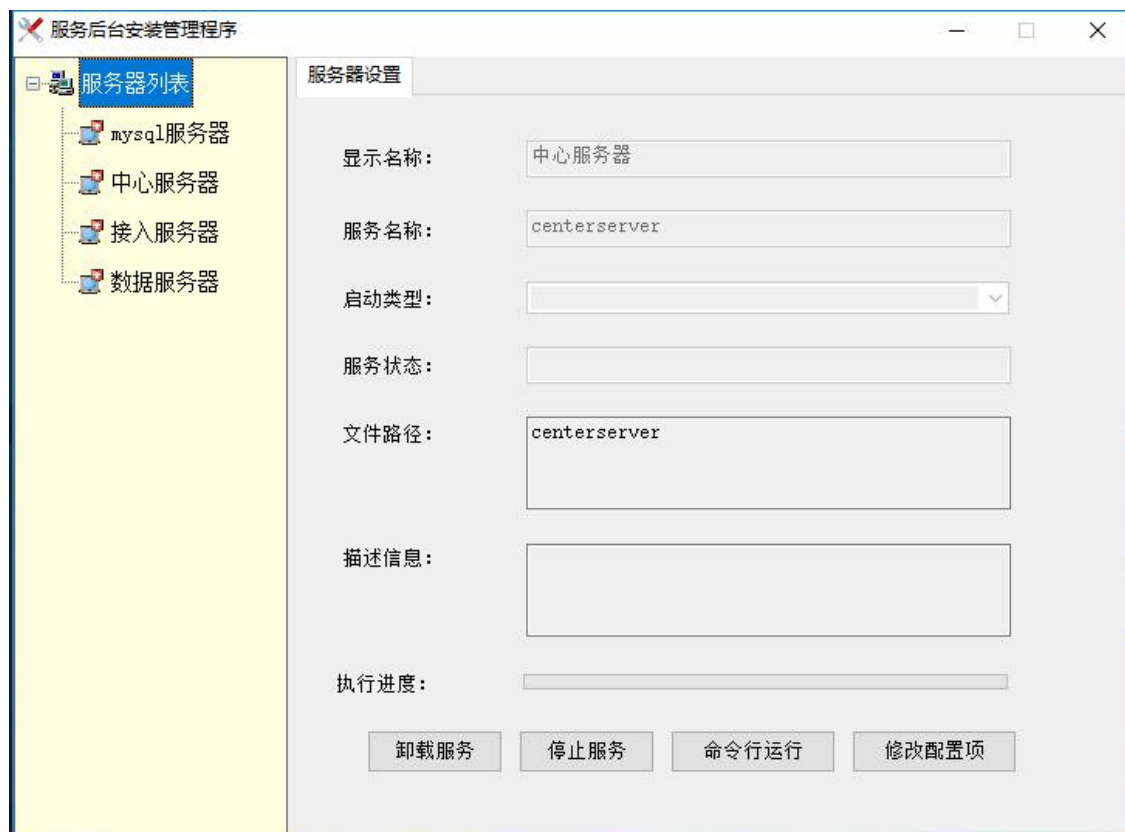 服务后台安装管理程序
服务器列表
mysql服务器
中心服务器
接入服务器
数据服务器
服务器设置
显示名称：
中心服务器
服务名称：
centerserver
启动类型：
服务状态：
文件路径：
centerserver
描述信息：
执行进度：
卸载服务
停止服务
命令行运行
修改配置项